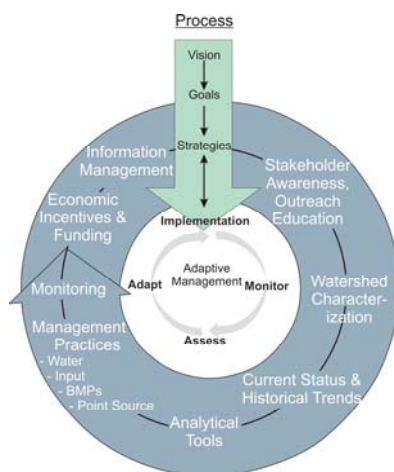 Process
Vision
Goals
Strategies
Implementation
Information
Management
Stakeholder
Awareness,
Outreach
Education
Economic
Incentives &
Funding
Adaptive
Management
Adapt
Monitor
Assess
Monitoring
Watershed
Character-
ization
Management
Practices
- Water
- Input
- BMPs
- Point Source
Current Status &
Historical Trends
Analytical
Tools